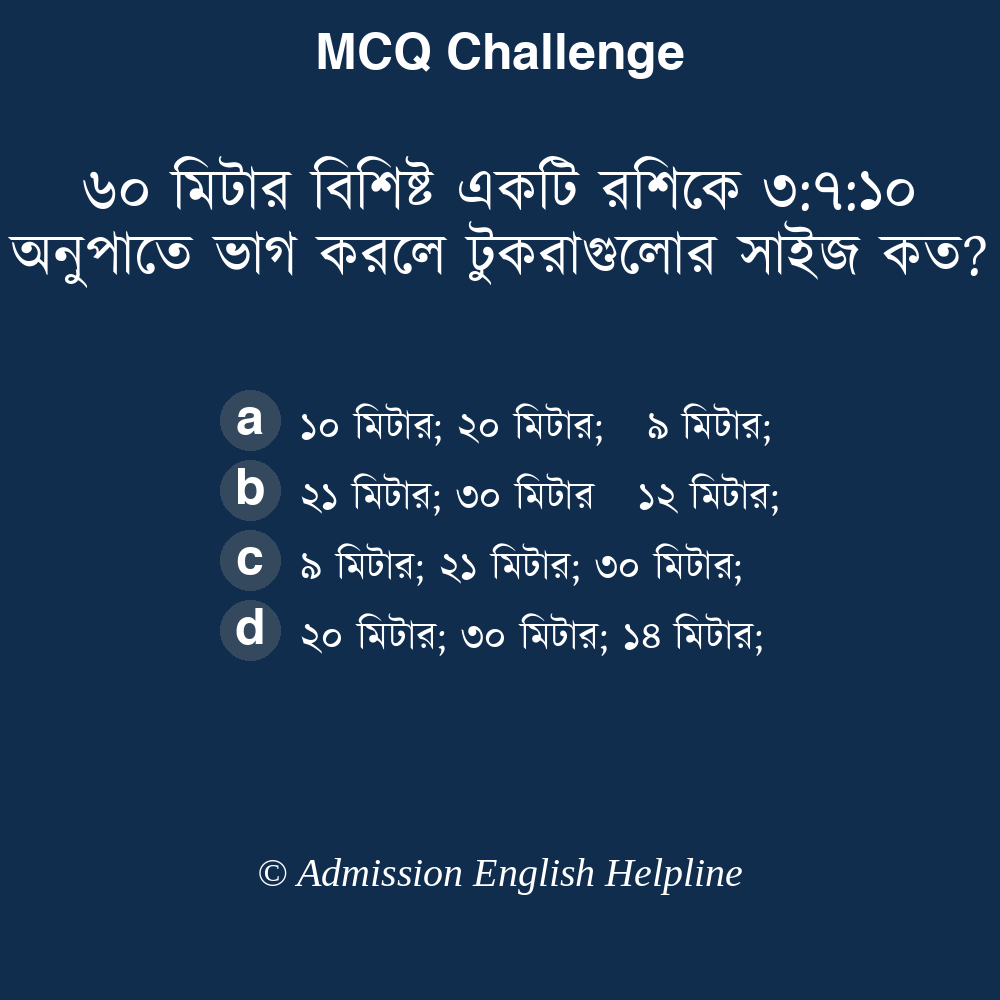 MCQ Challenge
৬০ মিটার বিশিষ্ট একটি রশিকে ৩:৭:১০
অনুপাতে ভাগ করলে টুকরাগুলোর সাইজ কত?
a ১০ মিটার; ২০ মিটার; ৯ মিটার;
b ২১ মিটার; ৩০ মিটার ১২ মিটার;
c ৯ মিটার; ২১ মিটার; ৩০ মিটার;
d ২০ মিটার; ৩০ মিটার; ১৪ মিটার;
© Admission English Helpline